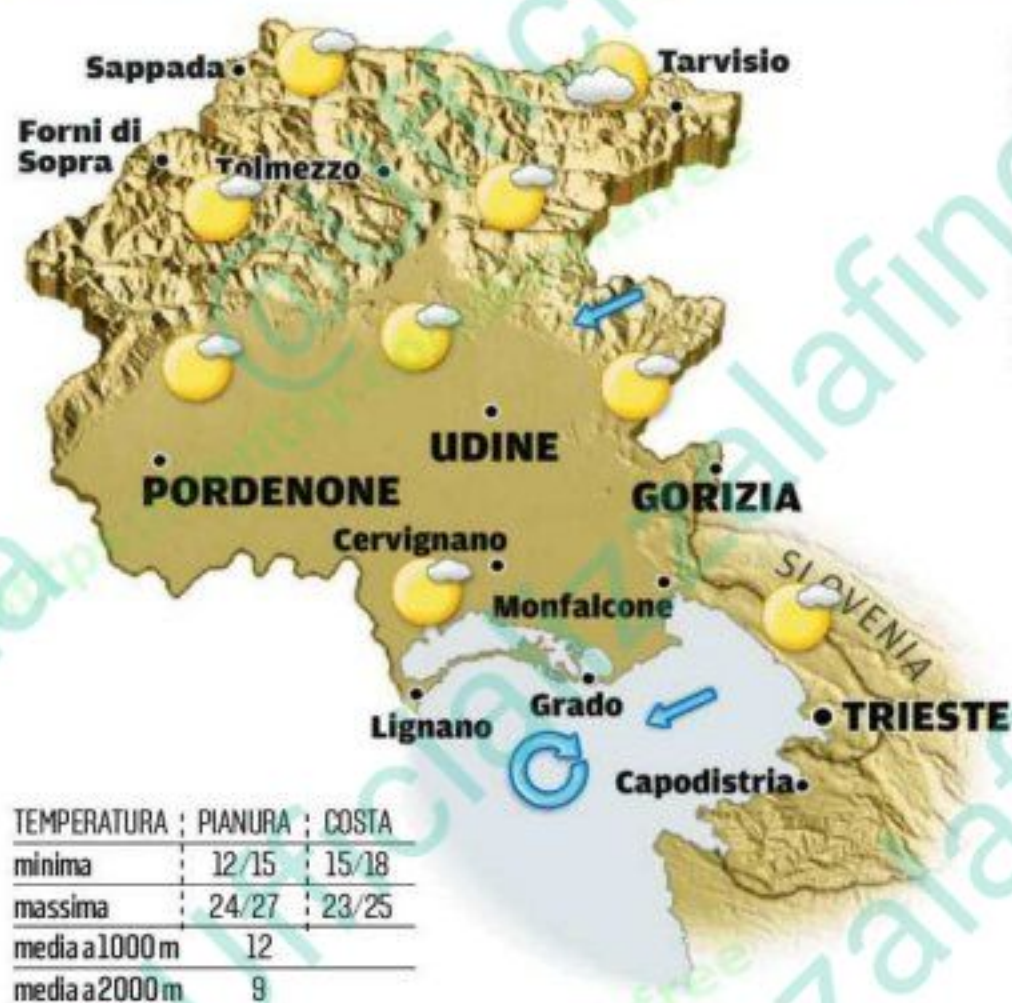 Sappada
Tarvisio
Forni di
Sopra
Tolmezzo
UDINE
PORDENONE
GORIZIA
Cervignano
SLOVENIA
Monfalcone
Grado
Lignano
TRIESTE
Capodistria
TEMPERATURA PIANURA COSTA
minima 12/15 15/18
massima 24/27 23/25
media a 1000 m 12
media a 2000 m 9